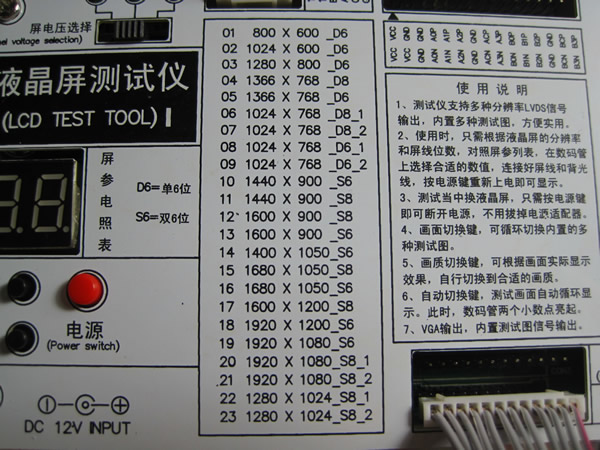 屏电压选择
el voltage selection)
液晶屏测试仪
(LCD TEST TOOL) I
屏参电照表
D6=单6位
S6=双6位
电源
(Power switch)
DC 12V INPUT
01 800 X 600 _D6
02 1024 X 600 _D6
03 1280 X 800 _D6
04 1366 X 768 _D8
05 1366 X 768 _D6
06 1024 X 768 _D8_1
07 1024 X 768 _D8_2
08 1024 X 768 _D6_1
09 1024 X 768 _D6_2
10 1440 X 900 _S6
11 1440 X 900 _S8
12 1600 X 900 _S8
13 1600 X 900 _S6
14 1400 X 1050_S6
15 1680 X 1050_S6
16 1680 X 1050_S8
17 1600 X 1200_S8
18 1920 X 1200_S6
19 1920 X 1080_S6
20 1920 X 1080_S8_1
.21 1920 X 1080_S8_2
22 1280 X 1024_S8_1
23 1280 X 1024_S8_2
使用说明
1、测试仪支持多种分辨率LVDS信号
输出，内置多种测试图，方便实用。
2、使用时，只需根据液晶屏的分辨率
和屏线位数，对照屏参列表，在数码管
上选择合适的数值，连接好屏线和背光
线，按电源键重新上电即可显示。
3、测试当中换液晶屏，只需按电源键
即可断开电源，不用拔掉电源适配器。
4、画面切换键，可循环切换内置的多
种测试图。
5、画质切换键，可根据画面实际显示
效果，自行切换到合适的画质。
6、自动切换键，测试画面自动循环显
示。此时，数码管两个小数点亮起。
7、VGA输出，内置测试图信号输出。